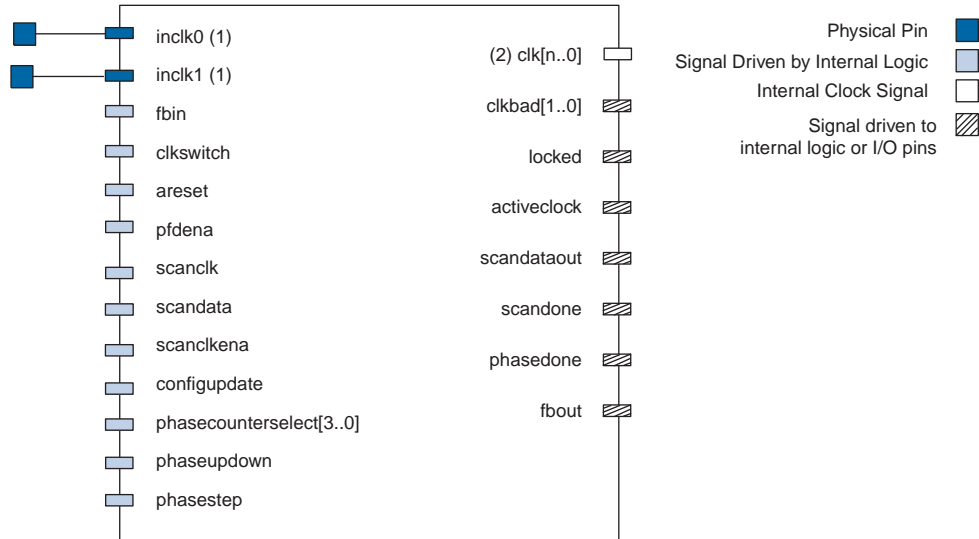 inclk0 (1)
inclk1 (1)
fbin
clkswitch
areset
pfdena
scanclk
scandata
scanclkena
configupdate
phasecounterselect[3..0]
phaseupdown
phasestep
(2) clk[n..0]
clkbad[1..0]
locked
activeclock
scandataout
scandone
phasedone
fbout
Physical Pin
Signal Driven by Internal Logic
Internal Clock Signal
Signal driven to
internal logic or I/O pins